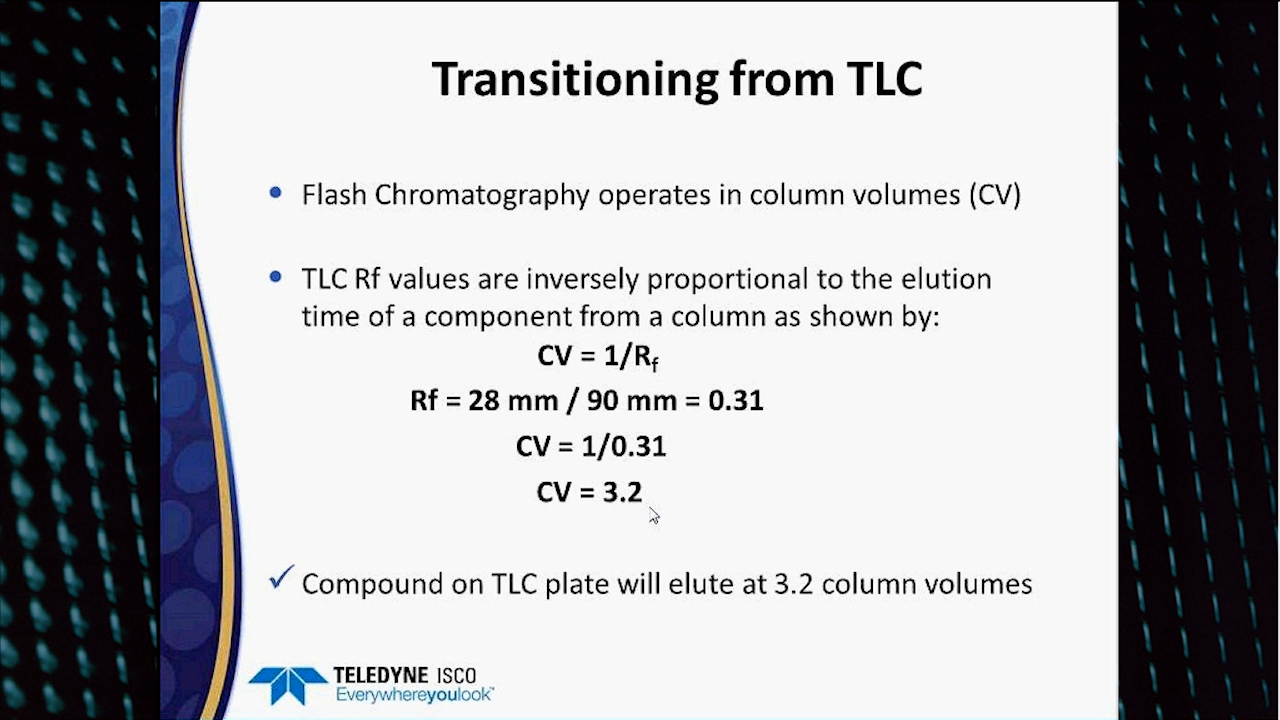 Transitioning from TLC
• Flash Chromatography operates in column volumes (CV)
• TLC Rf values are inversely proportional to the elution
time of a component from a column as shown by:
CV = 1/Rf
Rf = 28 mm / 90 mm = 0.31
CV = 1/0.31
CV = 3.2
✓ Compound on TLC plate will elute at 3.2 column volumes
TELEDYNE ISCO
Everywhereyoulook™